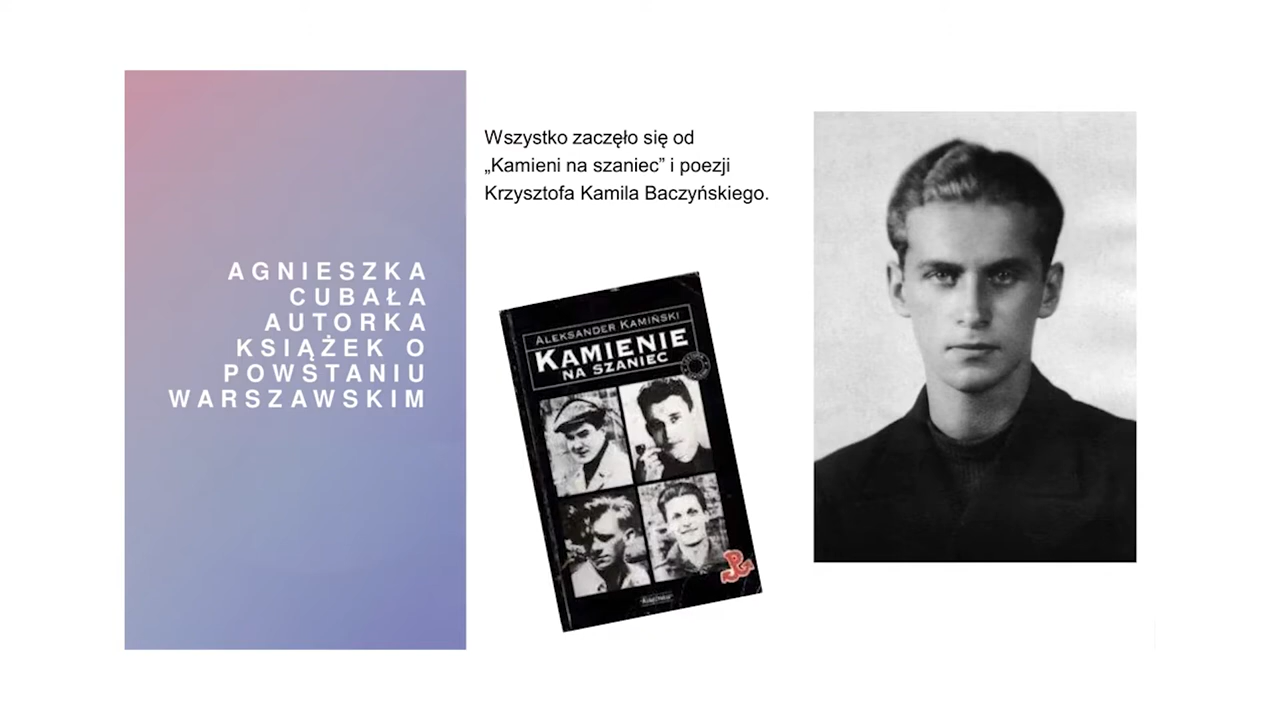 AGNIESZKA
CUBAŁA
AUTORKA
KSIĄŻEK O
POWSTANIU
WARSZAWSKIM
Wszystko zaczęło się od
„Kamieni na szaniec” i poezji
Krzysztofa Kamila Baczyńskiego.
ALEKSANDER KAMIŃSKI
KAMIENIE
NA SZANIEC